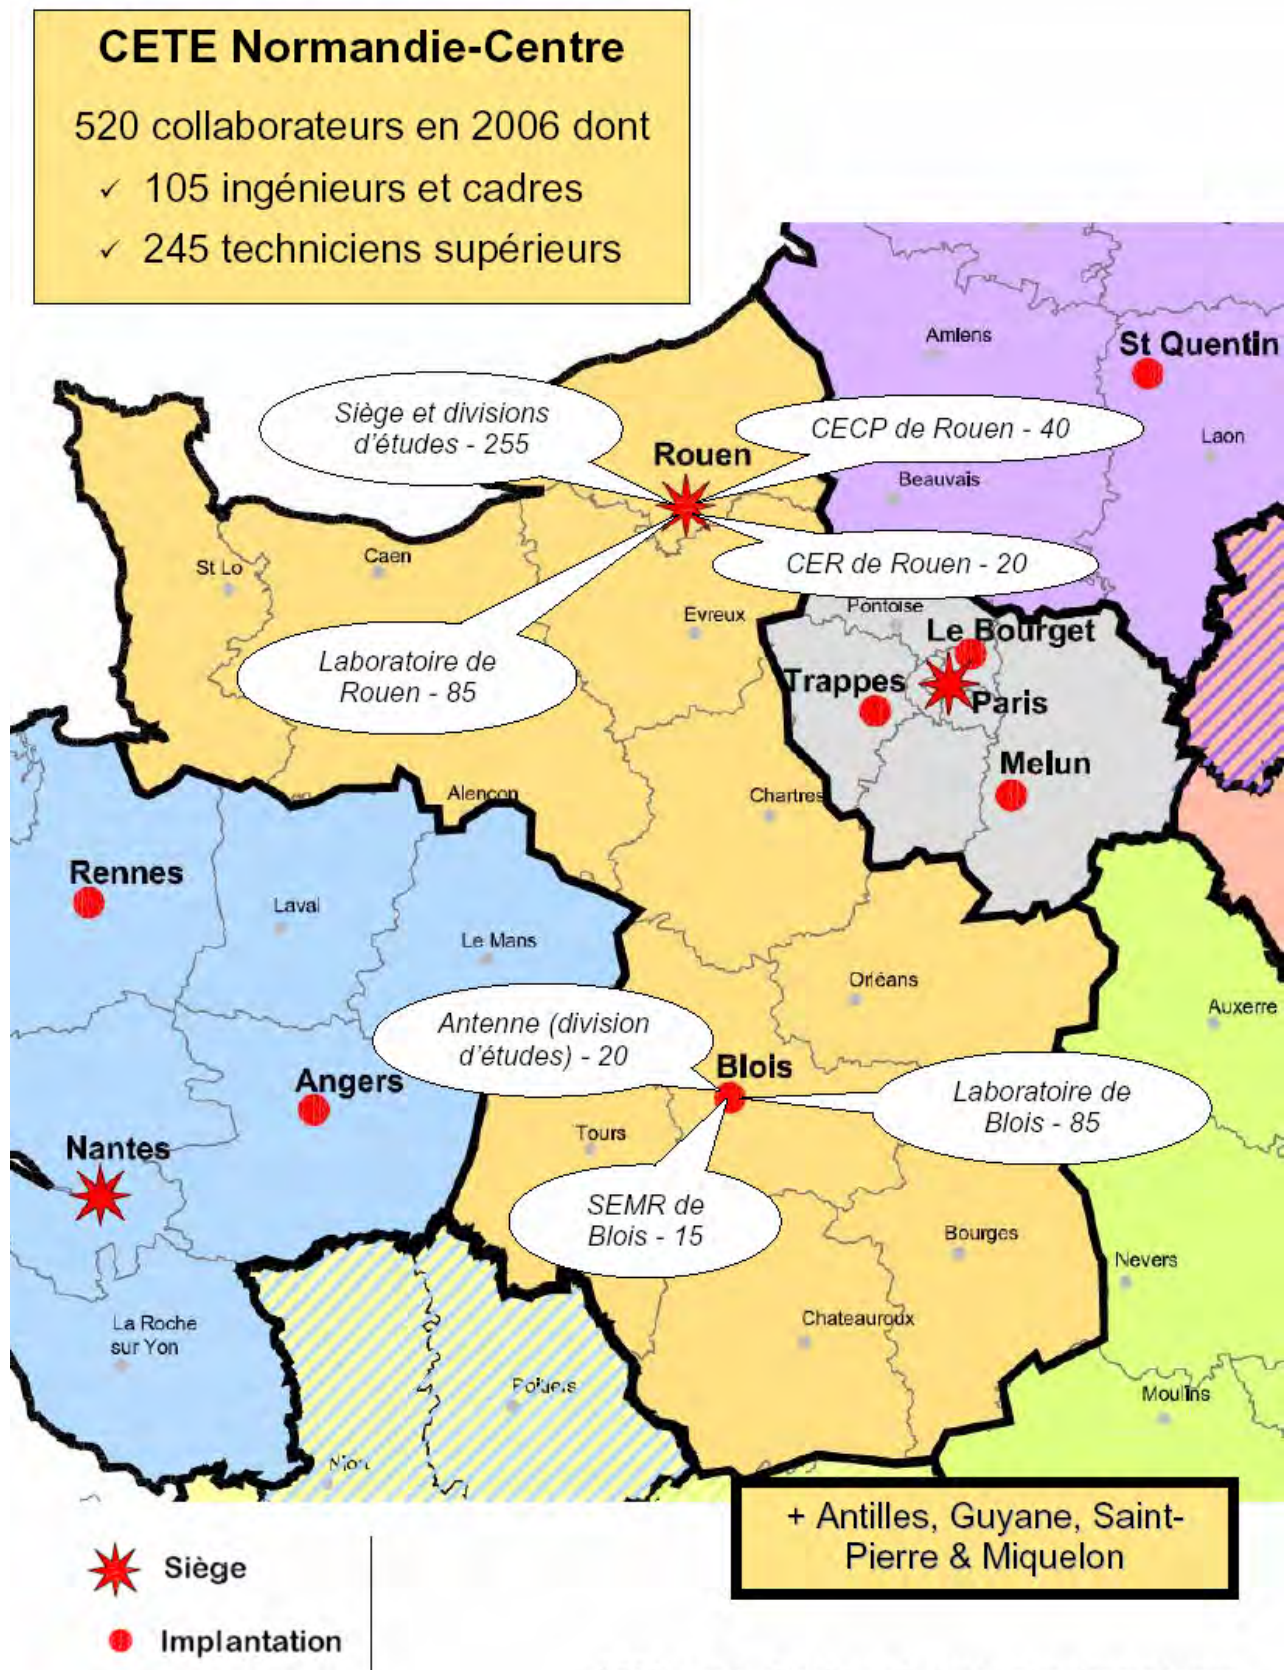 CETE Normandie-Centre
520 collaborateurs en 2006 dont
✓ 105 ingénieurs et cadres
✓ 245 techniciens supérieurs
Amiens
St Quentin
Siège et divisions
d'études - 255
CECP de Rouen - 40
Laon
Rouen
Beauvais
Caen
St Lo
CER de Rouen - 20
Pontoise
Evreux
Le Bourget
Laboratoire de
Rouen - 85
Trappes
Paris
Melun
Alençon
Chartres
Rennes
Laval
Le Mans
Orléans
Auxerre
Antenne (division
d'études) - 20
Blois
Angers
Laboratoire de
Blois - 85
Tours
Nantes
SEMR de
Blois - 15
Bourges
Nevers
La Roche
sur Yon
Chateauroux
Poitiers
Moulins
+ Antilles, Guyane, Saint-
Pierre & Miquelon
Siège
Implantation